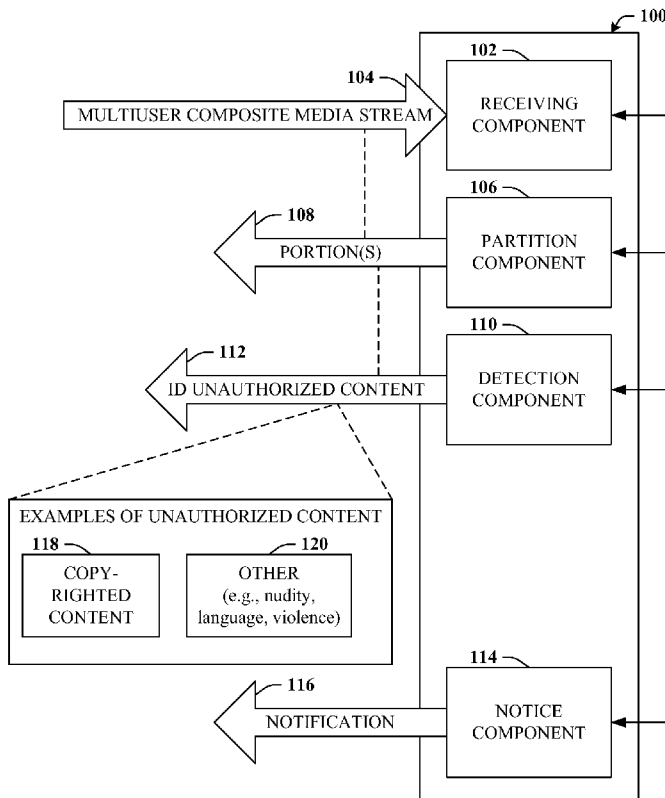 100
102
104
MULTIUSER COMPOSITE MEDIA STREAM
RECEIVING
COMPONENT
106
108
PORTION(S)
PARTITION
COMPONENT
110
112
ID UNAUTHORIZED CONTENT
DETECTION
COMPONENT
EXAMPLES OF UNAUTHORIZED CONTENT
118
COPY-
RIGHTED
CONTENT
120
OTHER
(e.g., nudity,
language, violence)
114
116
NOTIFICATION
NOTICE
COMPONENT